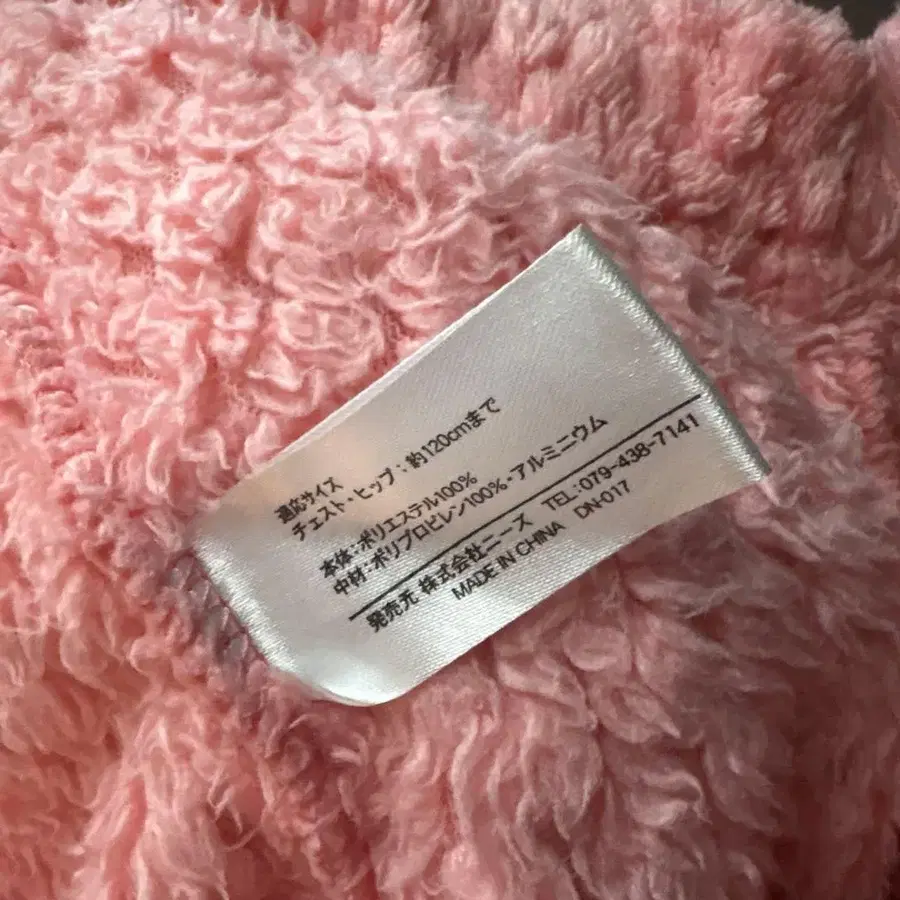 適応サイズ
チェスト・ヒップ：約120cmまで
本体：ポリエステル100%
中材：ポリプロピレン100%・アルミニウム
発売元 株式会社ニーズ TEL：079-438-7141
MADE IN CHINA DN-017